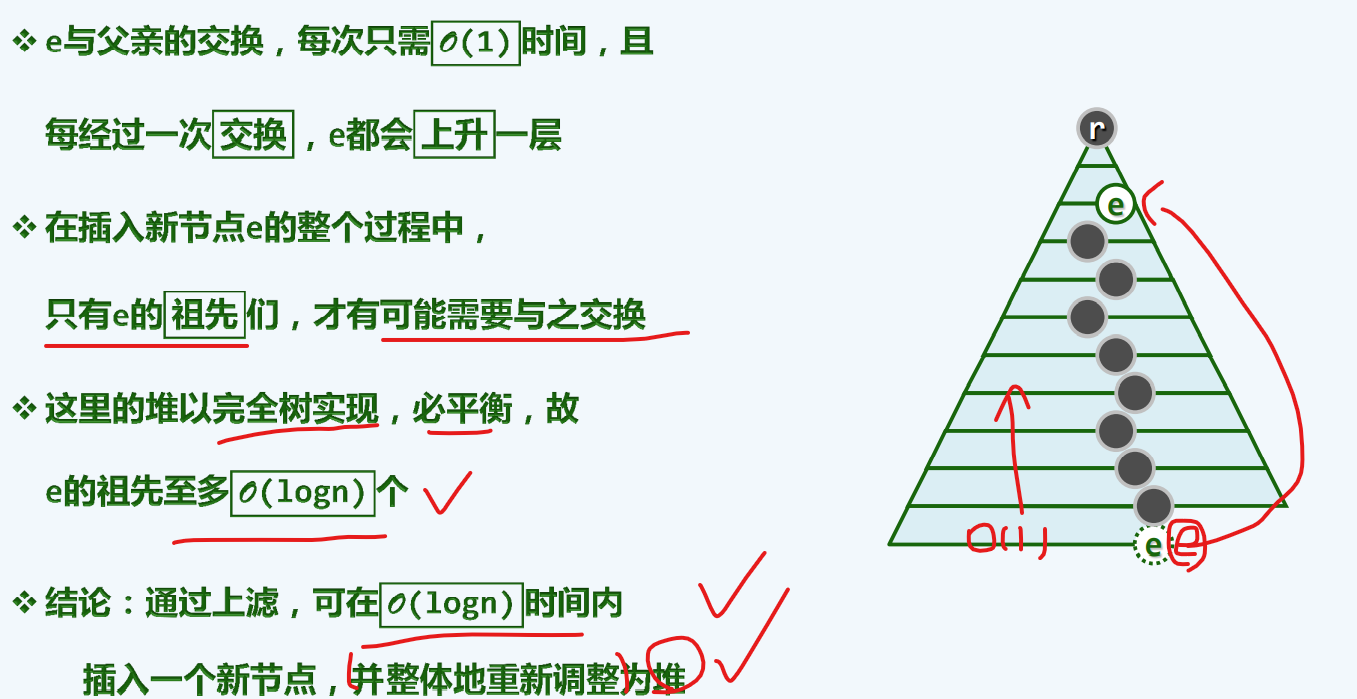 ❖ e与父亲的交换，每次只需O(1)时间，且
每经过一次交换，e都会上升一层
❖ 在插入新节点e的整个过程中，
只有e的祖先们，才有可能需要与之交换
❖ 这里的堆以完全树实现，必平衡，故
e的祖先至多O(logn)个
❖ 结论：通过上滤，可在O(logn)时间内
插入一个新节点，并整体地重新调整为堆
r
e
O(1)
e
e